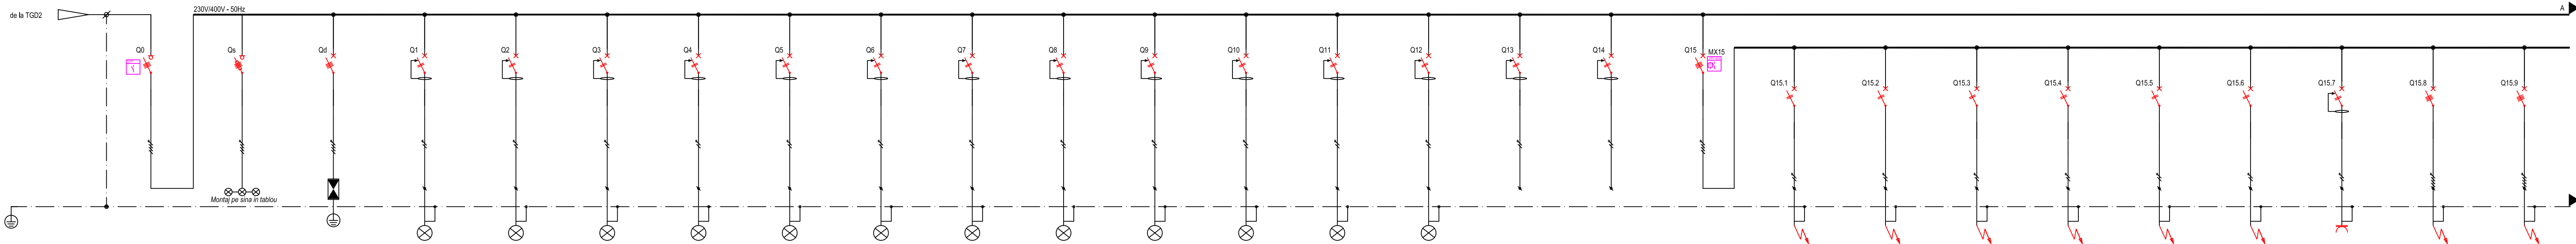 de la TGD2
230V/400V - 50Hz
A
Q0
Qs
Qd
Q1
Q2
Q3
Q4
Q5
Q6
Q7
Q8
Q9
Q10
Q11
Q12
Q13
Q14
Q15
MX15
Q15.1
Q15.2
Q15.3
Q15.4
Q15.5
Q15.6
Q15.7
Q15.8
Q15.9
Montaj pe sina in tablou